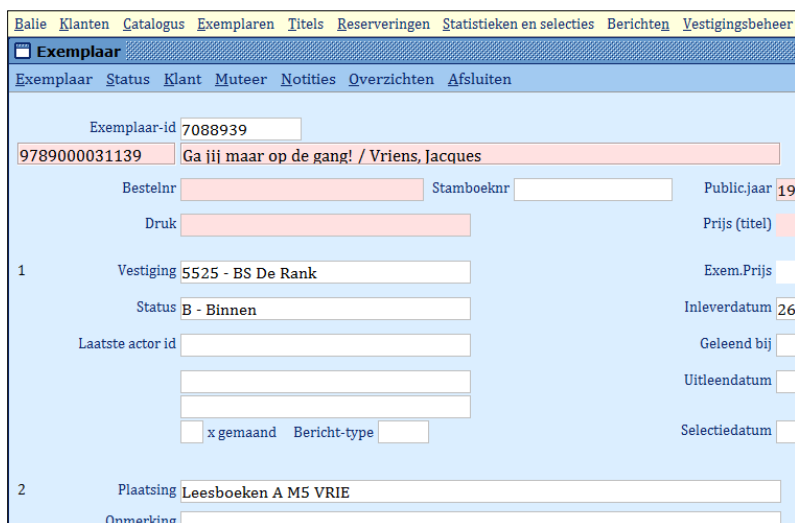 Balie Klanten Catalogus Exemplaren Titels Reserveringen Statistieken en selecties Berichten Vestigingsbeheer
Exemplaar
Exemplaar Status Klant Muteer Notities Overzichten Afsluiten
Exemplaar-id 7088939
9789000031139 Ga jij maar op de gang! / Vriens, Jacques
Bestelnr Stamboeknr Public.jaar 19
Druk Prijs (titel)
1 Vestiging 5525 - BS De Rank Exem.Prijs
Status B - Binnen Inleverdatum 26
Laatste actor id Geleend bij
Uitleendatum
x gemaand Bericht-type Selectiedatum
2 Plaatsing Leesboeken A M5 VRIE
Opmerking